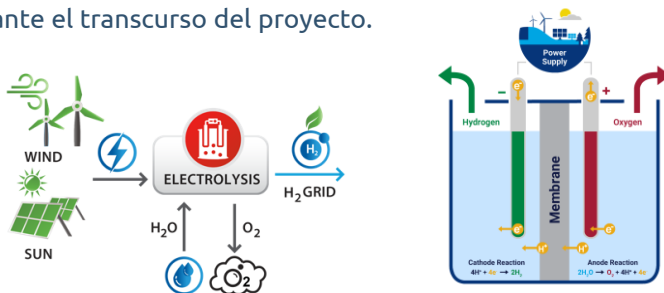 ante el transcurso del proyecto.
WIND
SUN
ELECTROLYSIS
H₂
H₂GRID
H₂O
O₂
O₂
Power
Supply
−
+
e⁻
e⁻
Hydrogen
Oxygen
Membrane
e⁻
e⁻
H⁺
H⁺
Cathode Reaction
4H⁺ + 4e⁻ → 2H₂
Anode Reaction
2H₂O → O₂ + 4H⁺ + 4e⁻